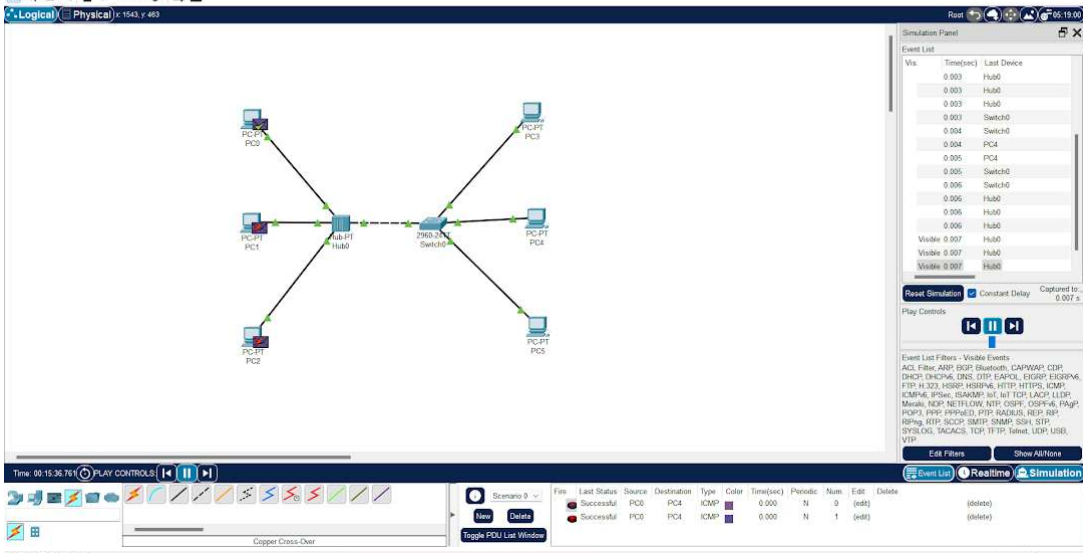 Logical
Physical
x: 1543, y: 463
Root
05:19:00
Simulation Panel
Event List
Vis. Time(sec) Last Device
0.003 Hub0
0.003 Hub0
0.003 Hub0
0.003 Switch0
0.004 Switch0
0.004 PC4
0.005 PC4
0.005 Switch0
0.006 Switch0
0.006 Hub0
0.006 Hub0
0.006 Hub0
Visible 0.007 Hub0
Visible 0.007 Hub0
Visible 0.007 Hub0
Reset Simulation
Constant Delay
Captured to:
0.007 s
Play Controls
Event List Filters - Visible Events
ACL Filter, ARP, BGP, Bluetooth, CAPWAP, CDP,
DHCP, DHCPv6, DNS, DTP, EAPOL, EIGRP, EIGRPv6,
FTP, H.323, HSRP, HSRPv6, HTTP, HTTPS, ICMP,
ICMPv6, IPSec, ISAKMP, IoT, IoT TCP, LACP, LLDP,
Meraki, NDP, NETFLOW, NTP, OSPF, OSPFv6, PAgP,
POP3, PPP, PPPoED, PTP, RADIUS, REP, RIP,
RIPng, RTP, SCCP, SMTP, SNMP, SSH, STP,
SYSLOG, TACACS, TCP, TFTP, Telnet, UDP, USB,
VTP
Edit Filters
Show All/None
PC-PT
PC0
PC-PT
PC1
PC-PT
PC2
Hub-PT
Hub0
Switch0
PC-PT
PC3
PC-PT
PC4
PC-PT
PC5
Time: 00:15:36.761
PLAY CONTROLS:
Event List
Realtime
Simulation
Copper Cross-Over
Scenario 0
New
Delete
Toggle PDU List Window
Fire Last Status Source Destination Type Color Time(sec) Periodic Num Edit Delete
Successful PC0 PC4 ICMP 0.000 N 0 (edit) (delete)
Successful PC0 PC4 ICMP 0.000 N 1 (edit) (delete)